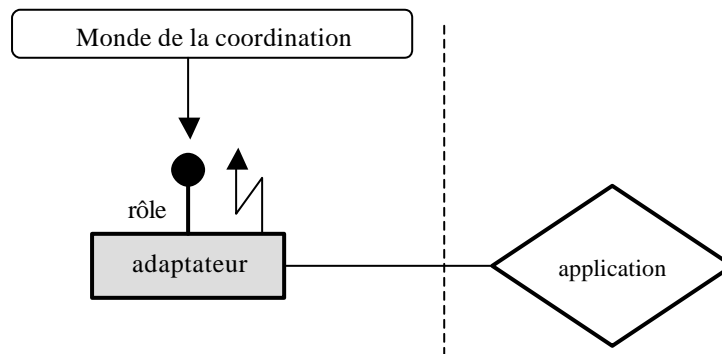 Monde de la coordination
rôle
adaptateur
application